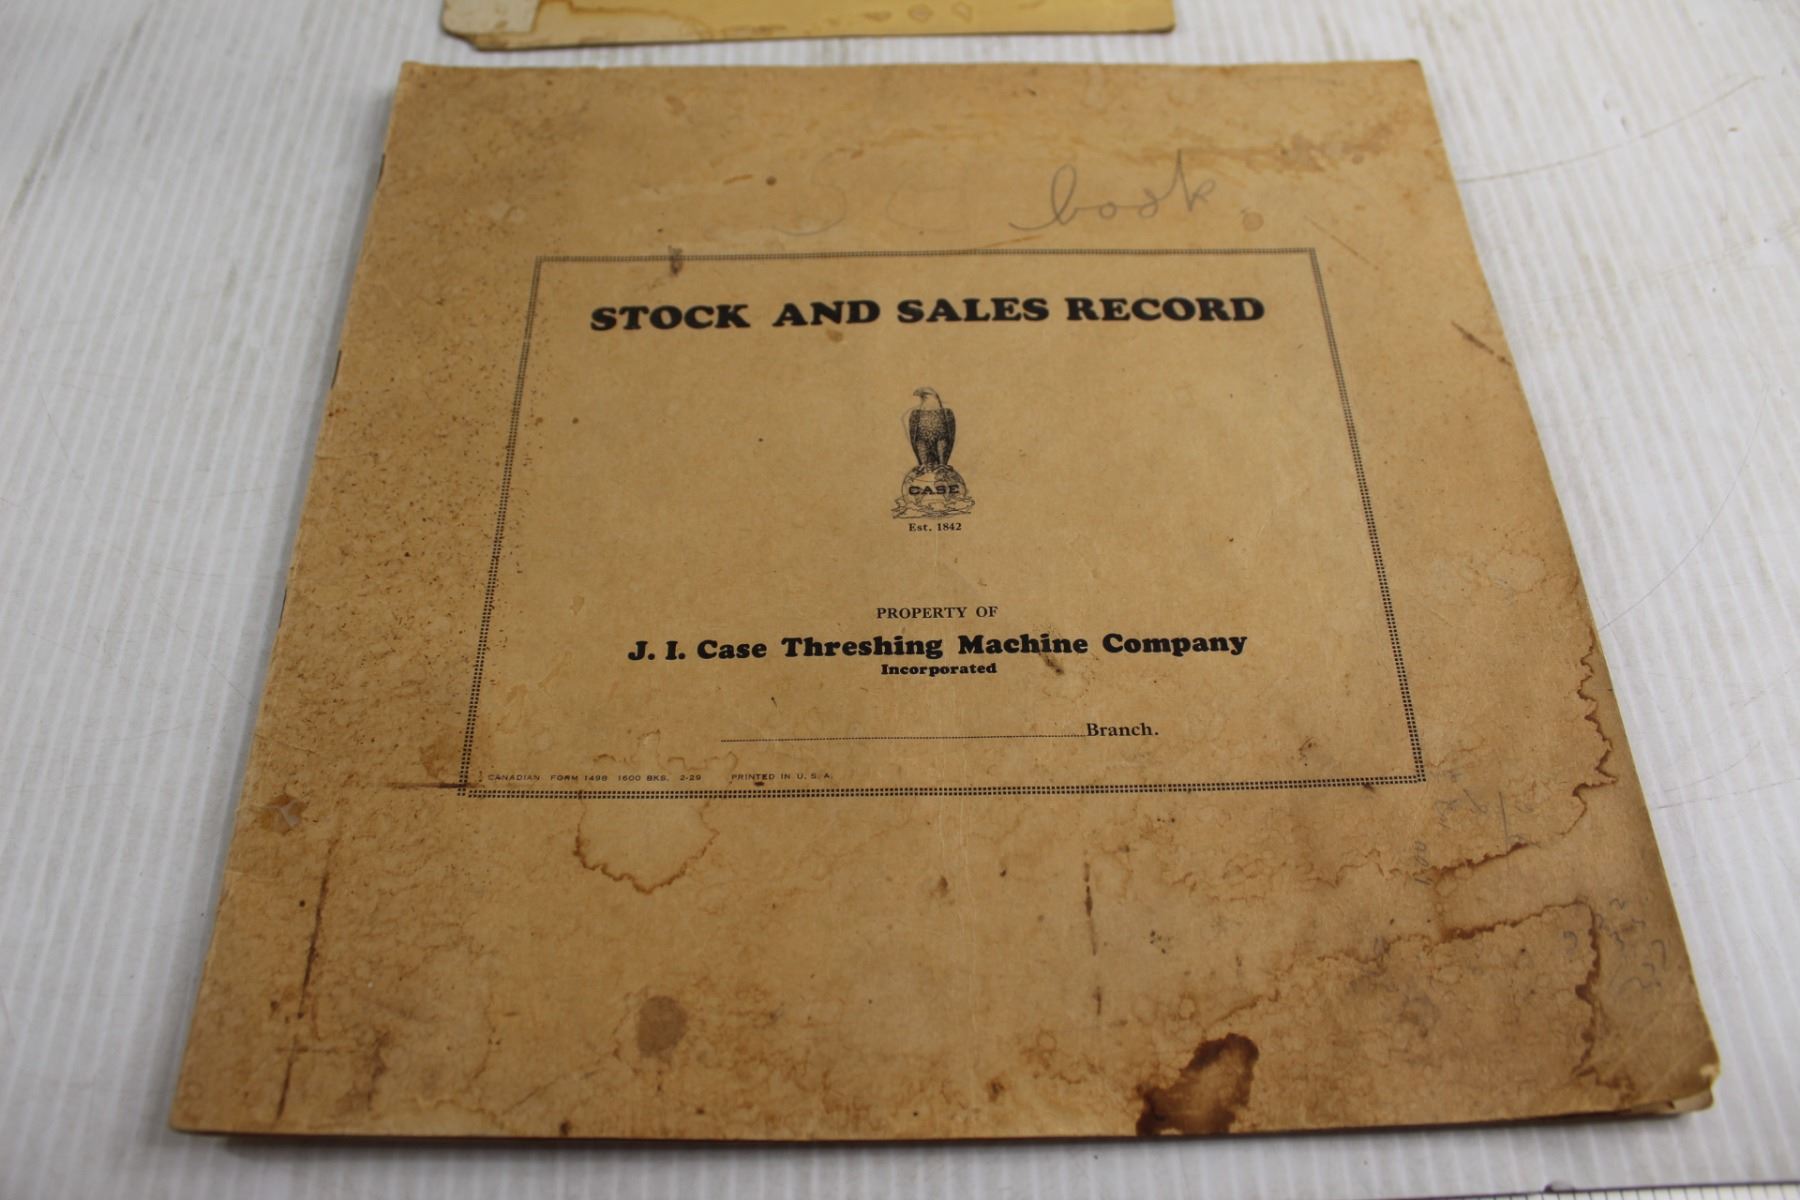 book
STOCK AND SALES RECORD
CASE
Est. 1842
PROPERTY OF
J. I. Case Threshing Machine Company
Incorporated
Branch.
CANADIAN FORM 1498 1600 BKS. 2-29 PRINTED IN U. S. A.